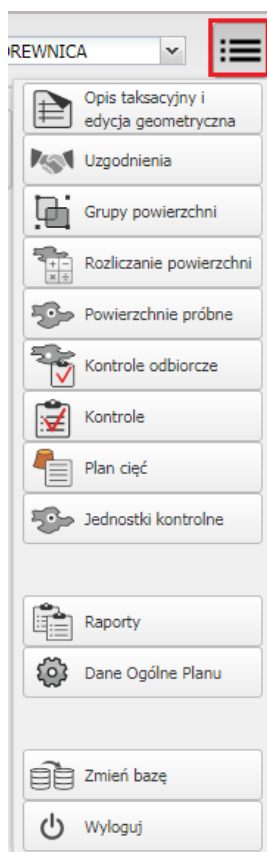 DREWNICA
Opis taksacyjny i
edycja geometryczna
Uzgodnienia
Grupy powierzchni
Rozliczanie powierzchni
Powierzchnie próbne
Kontrole odbiorcze
Kontrole
Plan cięć
Jednostki kontrolne
Raporty
Dane Ogólne Planu
Zmień bazę
Wyloguj